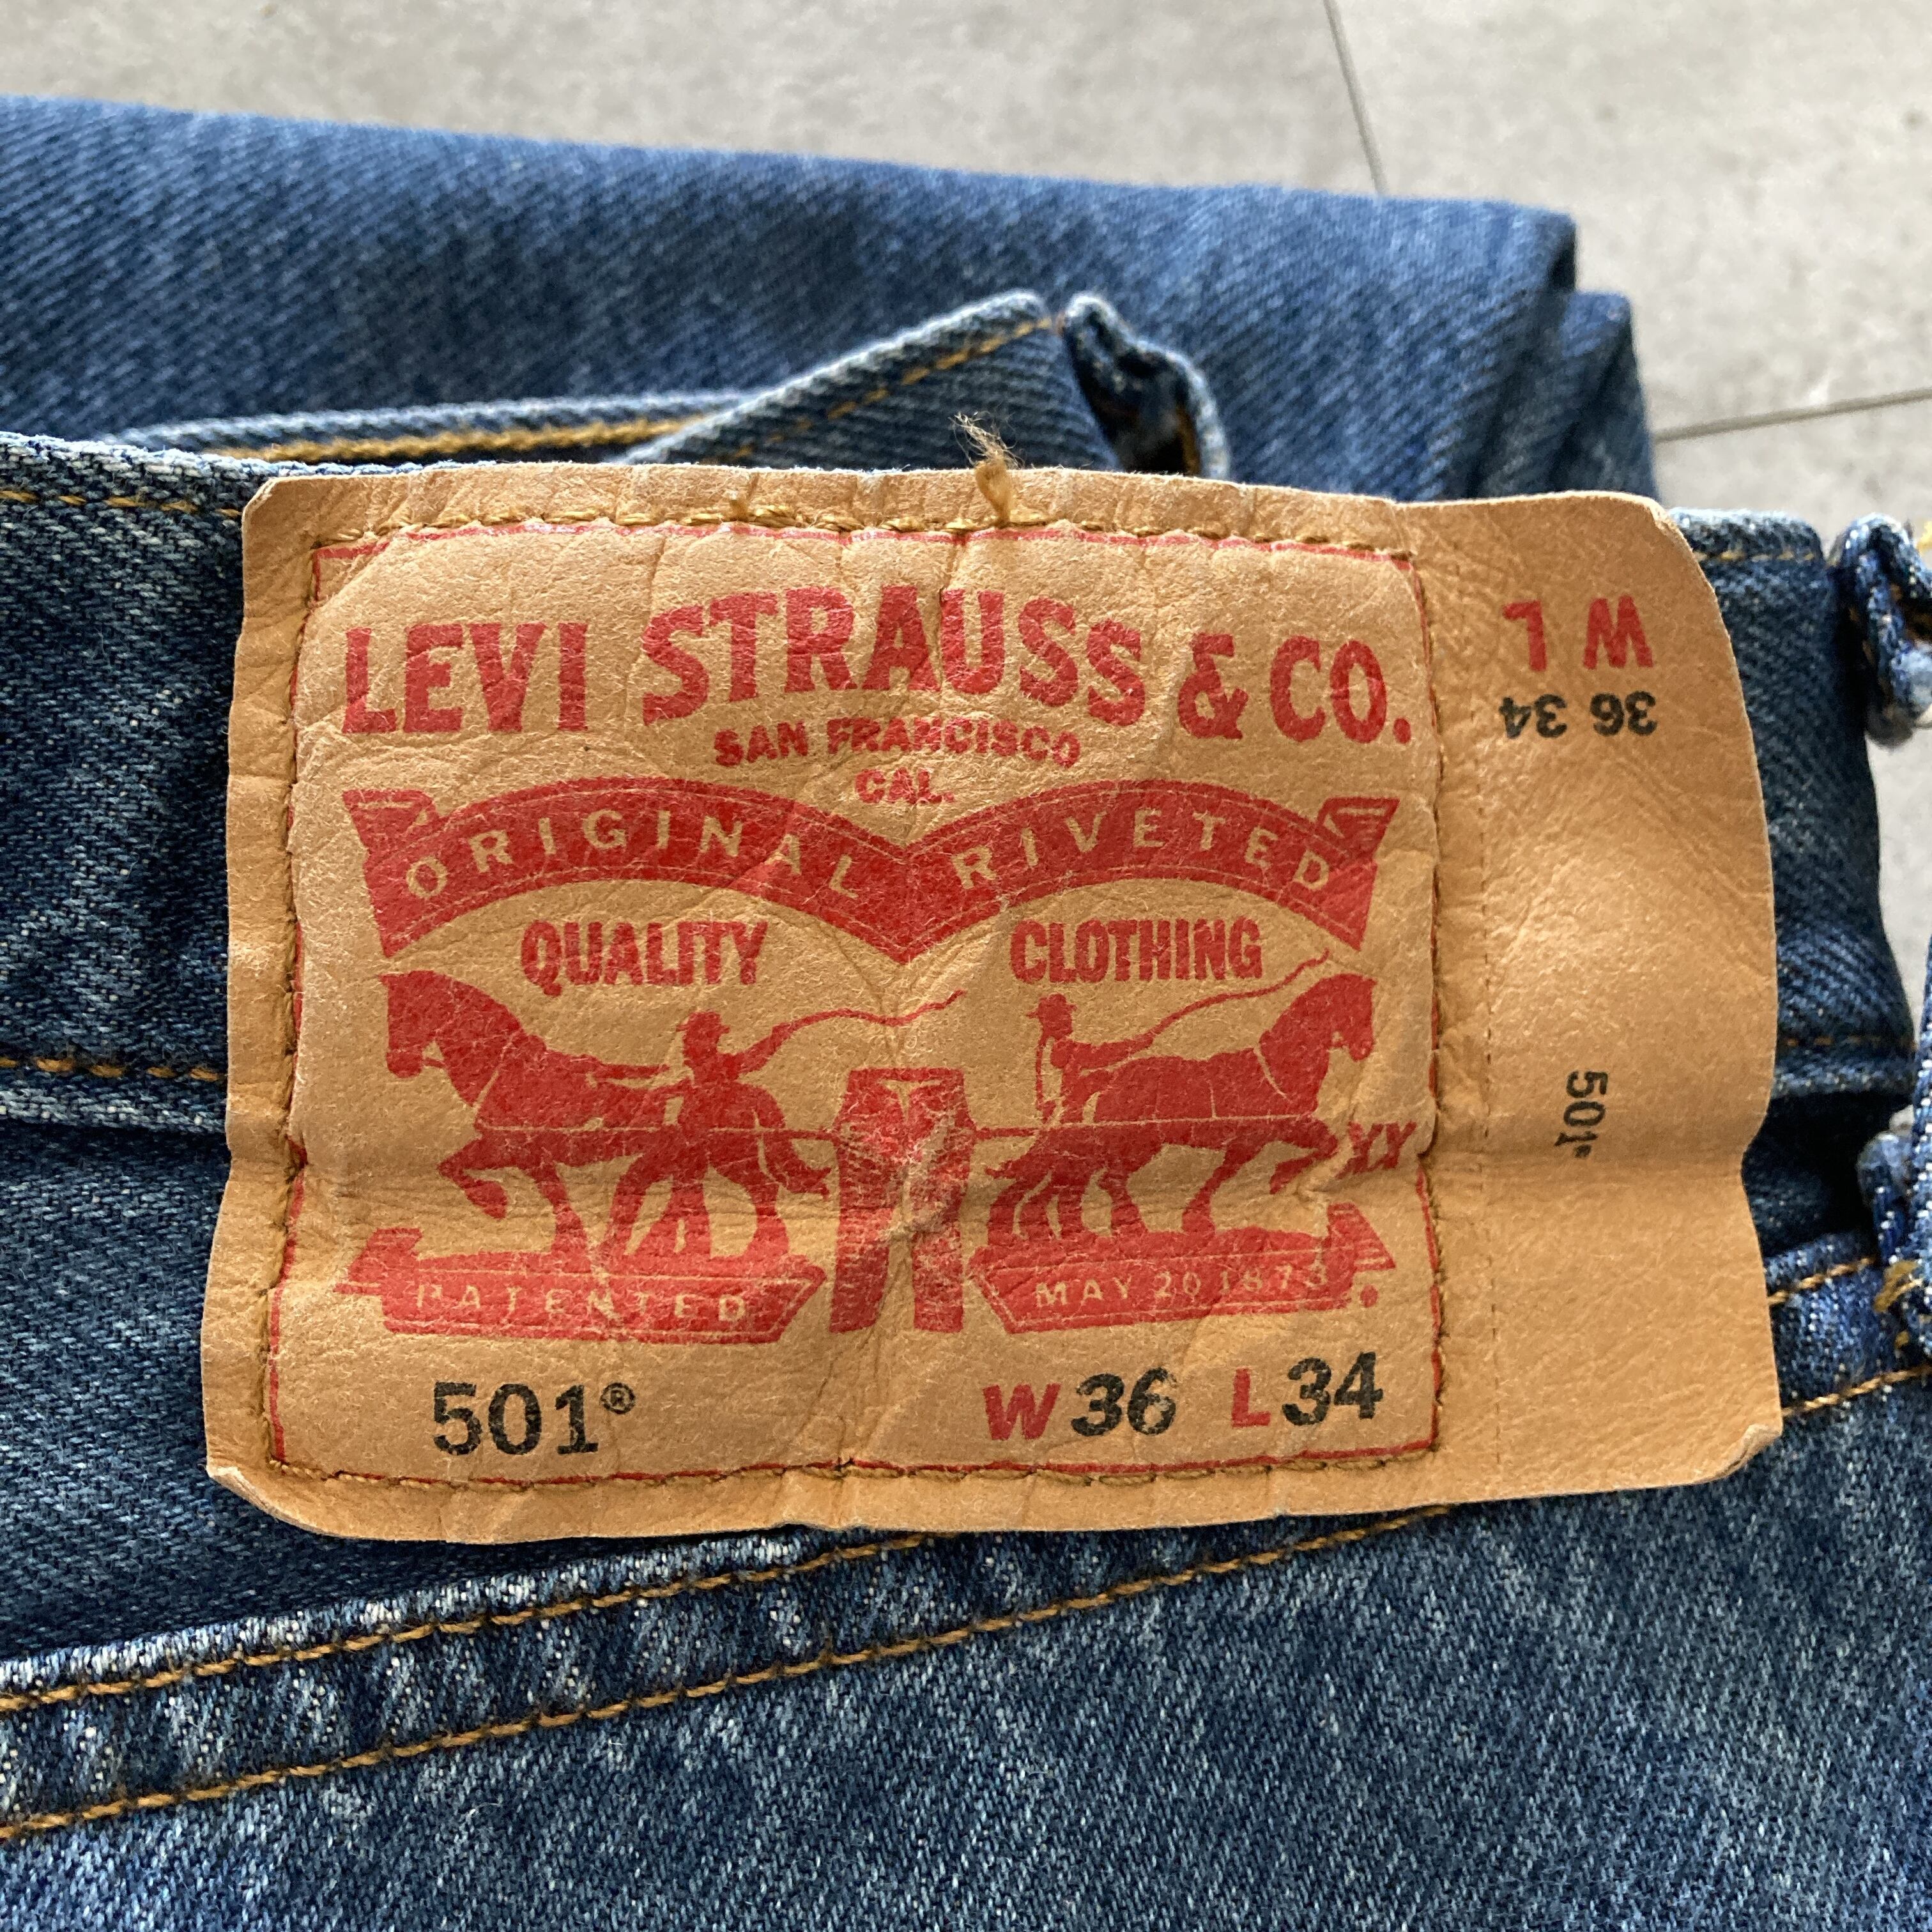 LEVI STRAUSS & CO.
SAN FRANCISCO
CAL.
ORIGINAL RIVETED
QUALITY CLOTHING
XX
PATENTED MAY 20 1873
501® W36 L34
W L
36 34
501®